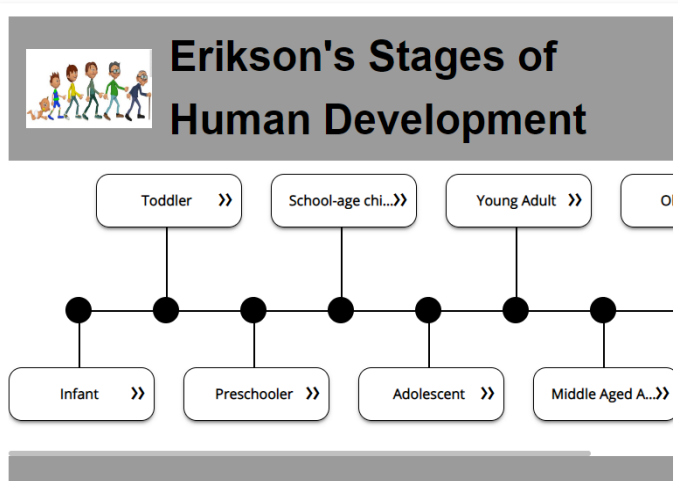 Erikson's Stages of
Human Development
Toddler
School-age chi...
Young Adult
Infant
Preschooler
Adolescent
Middle Aged A...